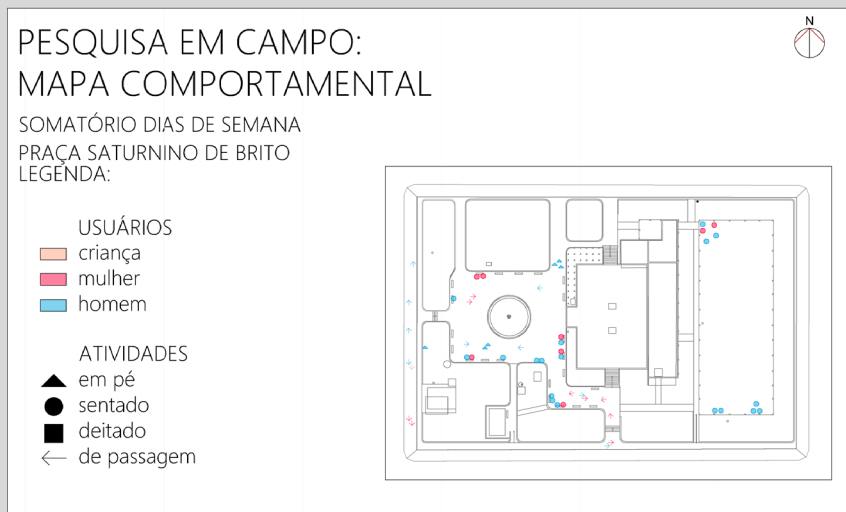 N
PESQUISA EM CAMPO:
MAPA COMPORTAMENTAL
SOMATÓRIO DIAS DE SEMANA
PRAÇA SATURNINO DE BRITO
LEGENDA:
USUÁRIOS
criança
mulher
homem
ATIVIDADES
em pé
sentado
deitado
de passagem